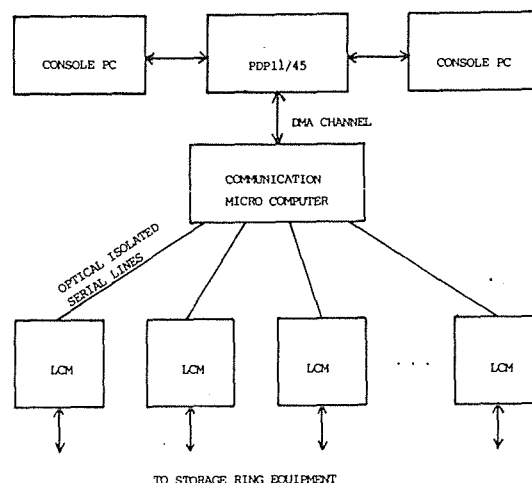 CONSOLE PC
PDP11/45
CONSOLE PC
DMA CHANNEL
COMMUNICATION
MICRO COMPUTER
OPTICAL ISOLATED
SERIAL LINES
LCM
LCM
LCM
...
LCM
TO STORAGE RING EQUIPMENT